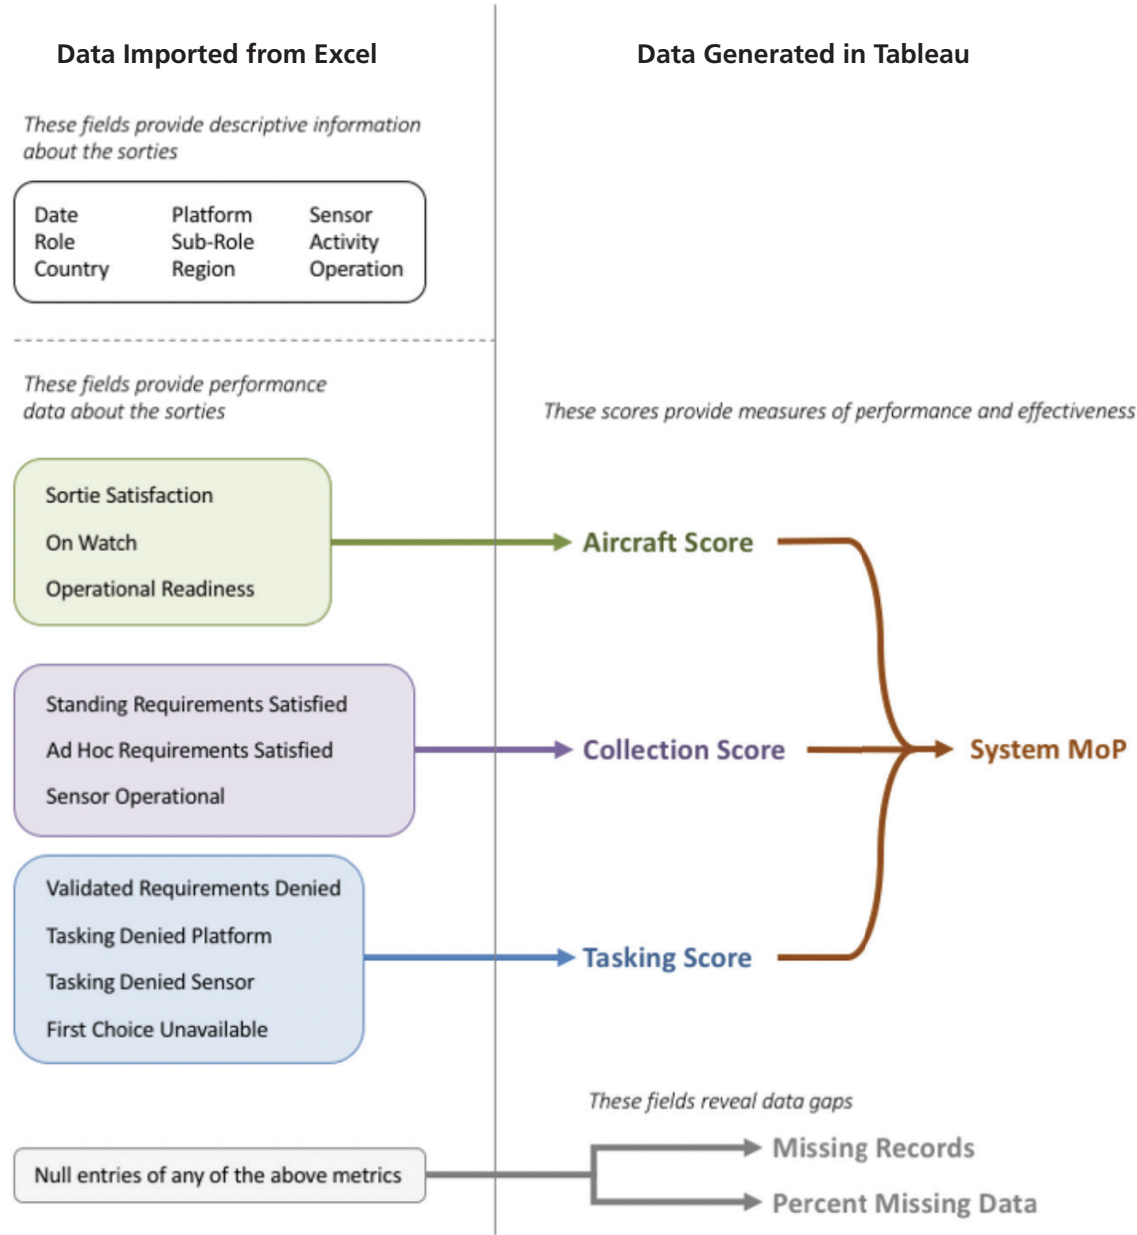 Data Imported from Excel
Data Generated in Tableau
These fields provide descriptive information
about the sorties
Date Platform Sensor
Role Sub-Role Activity
Country Region Operation
These fields provide performance
data about the sorties
These scores provide measures of performance and effectiveness
Sortie Satisfaction
On Watch
Operational Readiness
Aircraft Score
Standing Requirements Satisfied
Ad Hoc Requirements Satisfied
Sensor Operational
Collection Score
System MoP
Validated Requirements Denied
Tasking Denied Platform
Tasking Denied Sensor
First Choice Unavailable
Tasking Score
These fields reveal data gaps
Null entries of any of the above metrics
Missing Records
Percent Missing Data